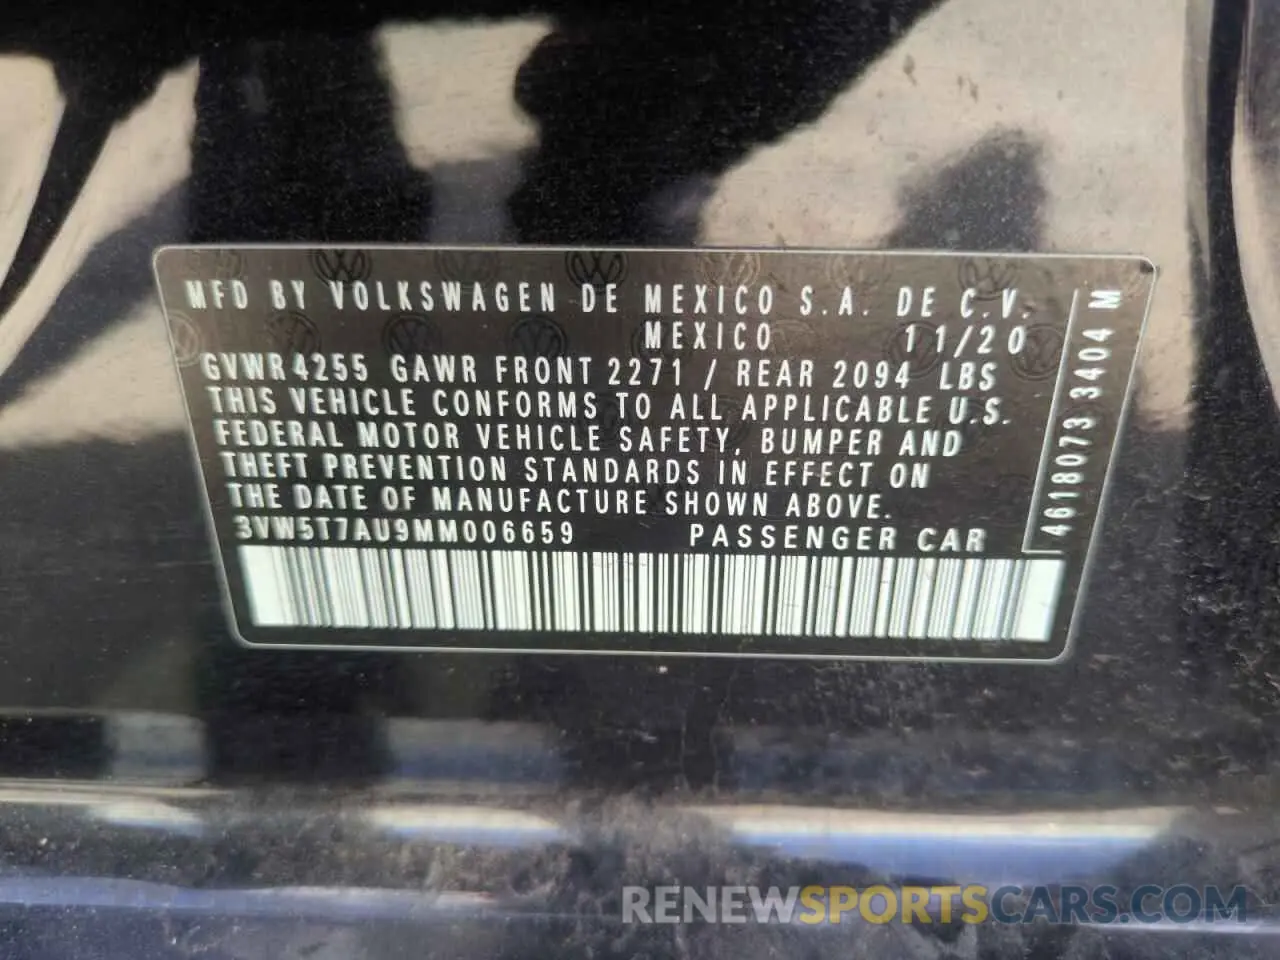 MFD BY VOLKSWAGEN DE MEXICO S.A. DE C.V.
MEXICO 11/20
GVWR 4255 GAWR FRONT 2271 / REAR 2094 LBS
THIS VEHICLE CONFORMS TO ALL APPLICABLE U.S.
FEDERAL MOTOR VEHICLE SAFETY, BUMPER AND
THEFT PREVENTION STANDARDS IN EFFECT ON
THE DATE OF MANUFACTURE SHOWN ABOVE.
3VW5T7AU9MM006659 PASSENGER CAR
4618073 3404 M
RENEWSPORTSCARS.COM